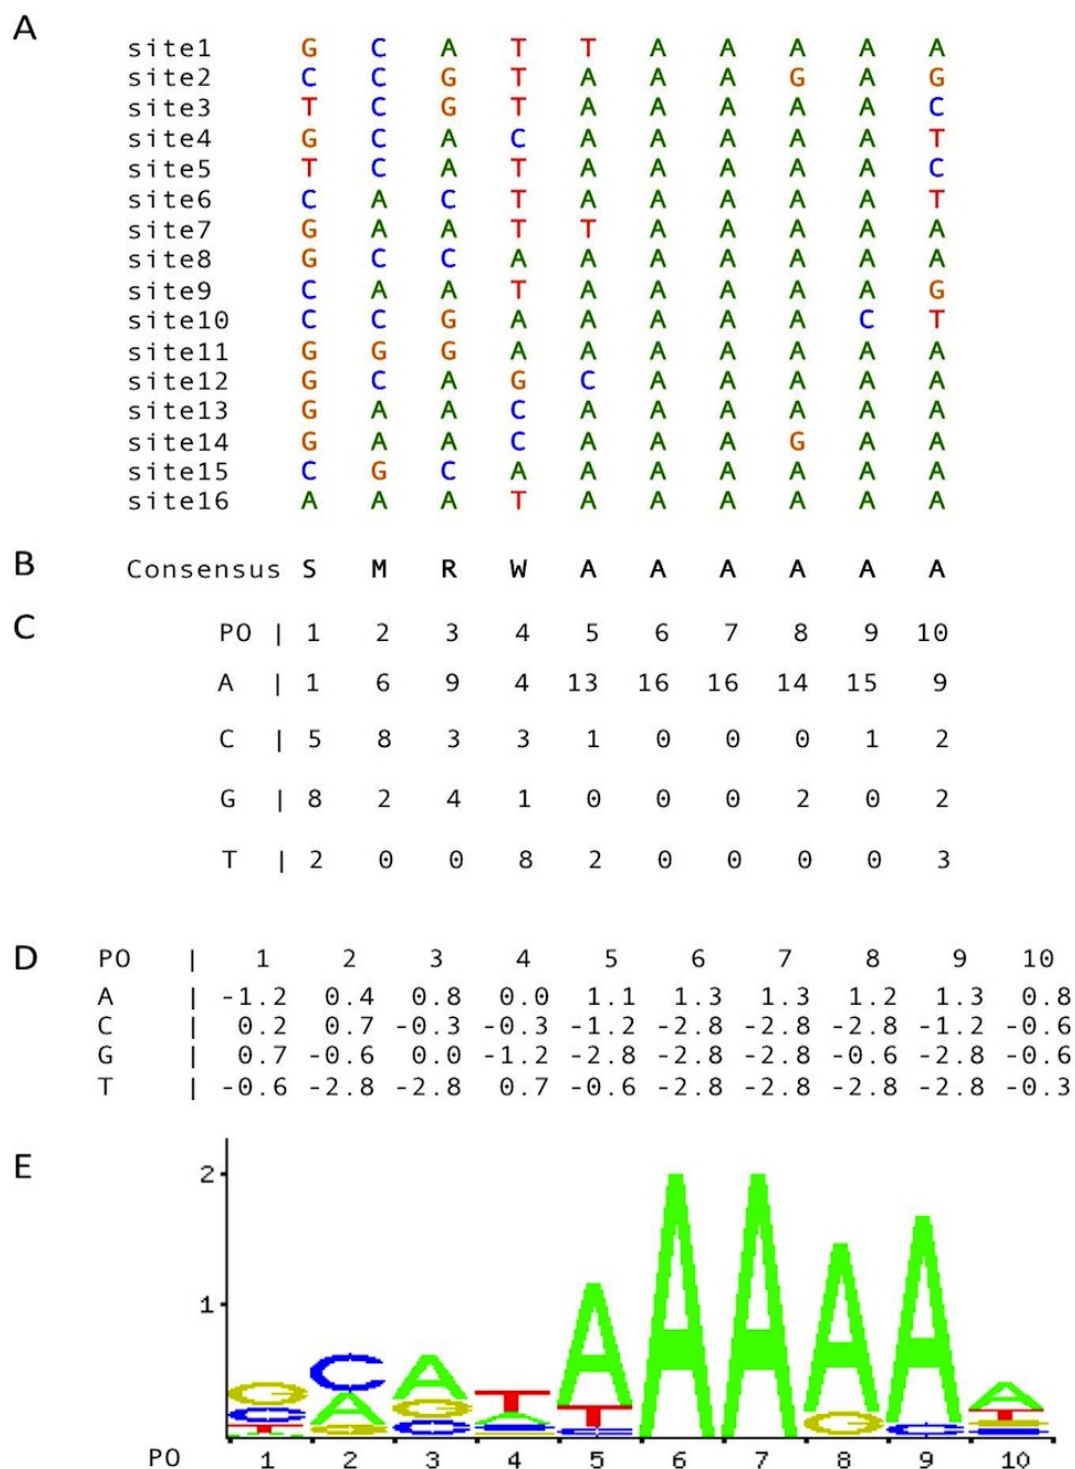 A
site1 G C A T T A A A A A
site2 C C G T A A A G A G
site3 T C G T A A A A A C
site4 G C A C A A A A A T
site5 T C A T A A A A A C
site6 C A C T A A A A A T
site7 G A A T T A A A A A
site8 G C C A A A A A A A
site9 C A A T A A A A A G
site10 C C G A A A A A C T
site11 G G G A A A A A A A
site12 G C A G C A A A A A
site13 G A A C A A A A A A
site14 G A A C A A A G A A
site15 C G C A A A A A A A
site16 A A A T A A A A A A
B Consensus S M R W A A A A A A
C PO | 1 2 3 4 5 6 7 8 9 10
A | 1 6 9 4 13 16 16 14 15 9
C | 5 8 3 3 1 0 0 0 1 2
G | 8 2 4 1 0 0 0 2 0 2
T | 2 0 0 8 2 0 0 0 0 3
D PO | 1 2 3 4 5 6 7 8 9 10
A | -1.2 0.4 0.8 0.0 1.1 1.3 1.3 1.2 1.3 0.8
C | 0.2 0.7 -0.3 -0.3 -1.2 -2.8 -2.8 -2.8 -1.2 -0.6
G | 0.7 -0.6 0.0 -1.2 -2.8 -2.8 -2.8 -0.6 -2.8 -0.6
T | -0.6 -2.8 -2.8 0.7 -0.6 -2.8 -2.8 -2.8 -2.8 -0.3
E
2
1
G C A T A A A A A A
C A G A T G C T
T G C
PO 1 2 3 4 5 6 7 8 9 10